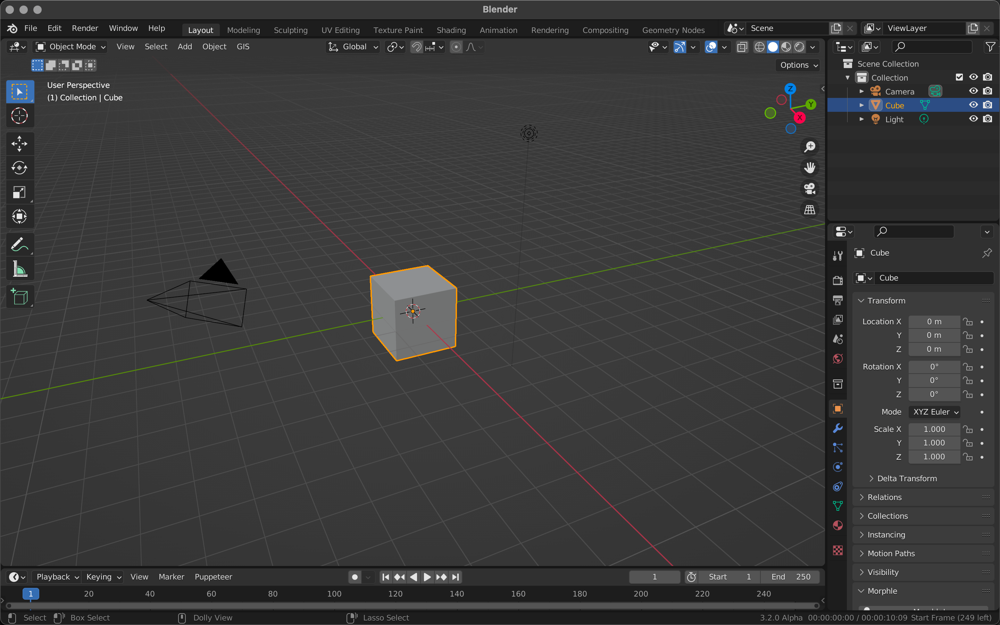 Blender
File Edit Render Window Help Layout Modeling Sculpting UV Editing Texture Paint Shading Animation Rendering Compositing Geometry Nodes Scene ViewLayer
Object Mode View Select Add Object GIS Global
Options
User Perspective
(1) Collection | Cube
Z
Y
X
Scene Collection
Collection
Camera
Cube
Light
Cube
Cube
Transform
Location X 0 m
Y 0 m
Z 0 m
Rotation X 0°
Y 0°
Z 0°
Mode XYZ Euler
Scale X 1.000
Y 1.000
Z 1.000
Delta Transform
Relations
Collections
Instancing
Motion Paths
Visibility
Morphle
Playback Keying View Marker Puppeteer 1 Start 1 End 250
1 20 40 60 80 100 120 140 160 180 200 220 240
Select Box Select Dolly View Lasso Select 3.2.0 Alpha 00:00:00:00 / 00:00:10:09 Start Frame (249 left)